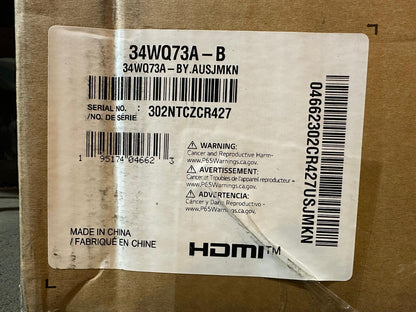 34WQ73A-B
34WQ73A-BY.AUSJMKN
SERIAL NO. :
/NO. DE SÉRIE
302NTCZCR427
1 95174 04662 3
⚠ WARNING:
Cancer and Reproductive Harm-
www.P65Warnings.ca.gov.
⚠ AVERTISSEMENT:
Cancer et Troubles de l'appareil reproducteur -
www.P65Warnings.ca.gov.
⚠ ADVERTENCIA:
Cancer y Daño Reproductivo-
www.P65Warnings.ca.gov.
MADE IN CHINA
/ FABRIQUÉ EN CHINE
HDMI™
04662302CR427USJMKN